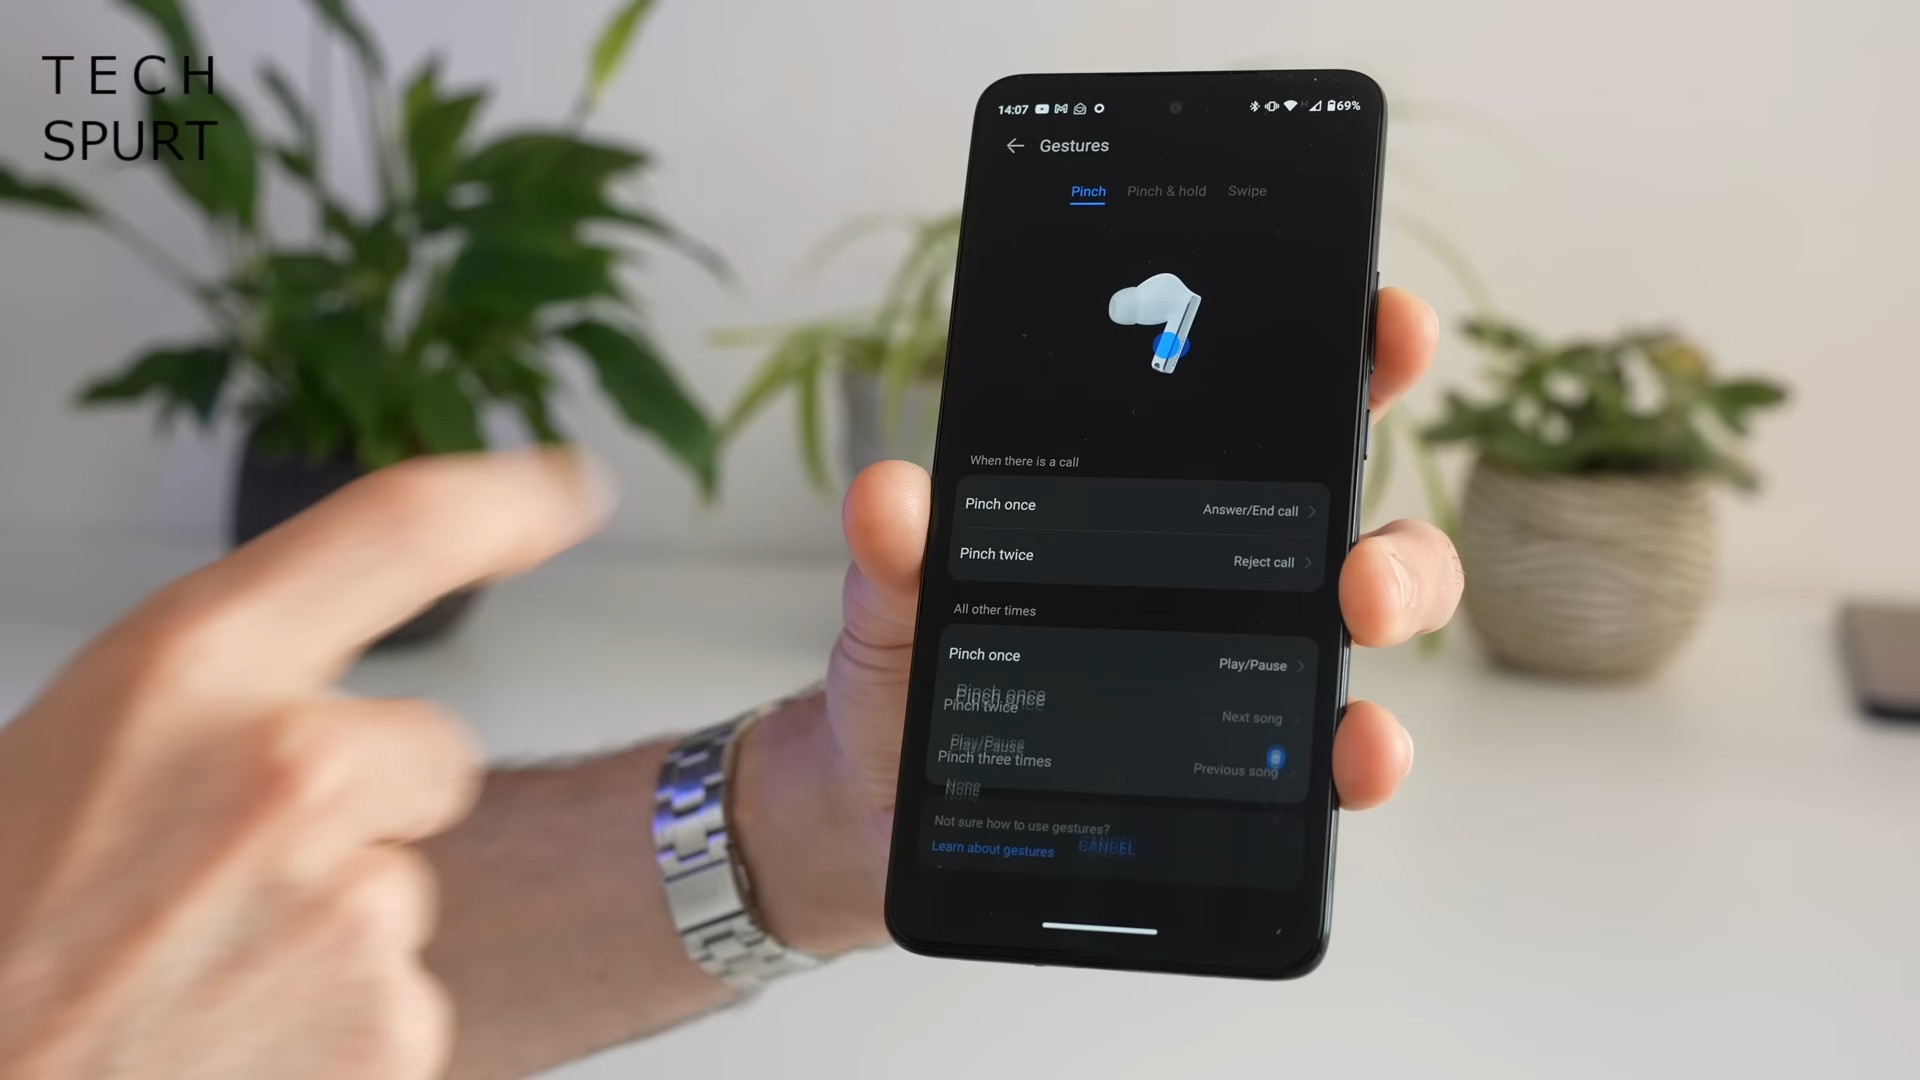 TECH
SPURT
14:07
69%
Gestures
Pinch Pinch & hold Swipe
When there is a call
Pinch once Answer/End call
Pinch twice Reject call
All other times
Pinch once Play/Pause
Pinch once
Pinch twice Next song
Play/Pause
Pinch three times Previous song
None
Not sure how to use gestures?
Learn about gestures CANCEL